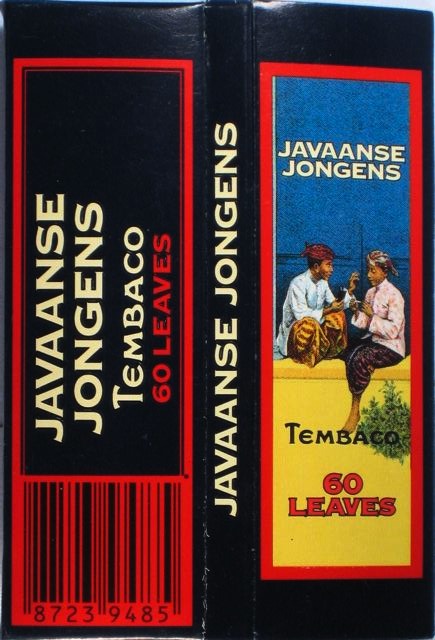 JAVAANSE
JONGENS
TEMBACO
60 LEAVES
8723 9485
JAVAANSE JONGENS
JAVAANSE
JONGENS
TEMBACO
60
LEAVES